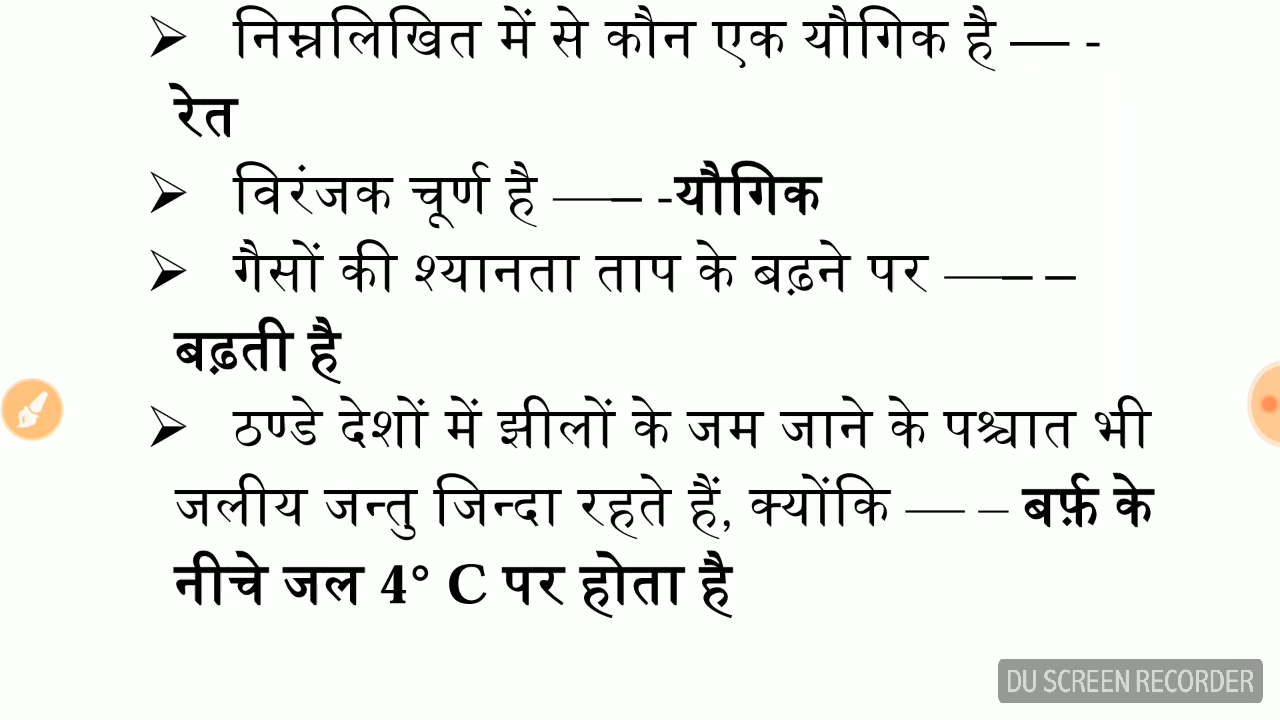 ➢ निम्नलिखित में से कौन एक यौगिक है — -
रेत
➢ विरंजक चूर्ण है —– -यौगिक
➢ गैसों की श्यानता ताप के बढ़ने पर —– –
बढ़ती है
➢ ठण्डे देशों में झीलों के जम जाने के पश्चात भी
जलीय जन्तु जिन्दा रहते हैं, क्योंकि — – बर्फ़ के
नीचे जल 4° C पर होता है
DU SCREEN RECORDER